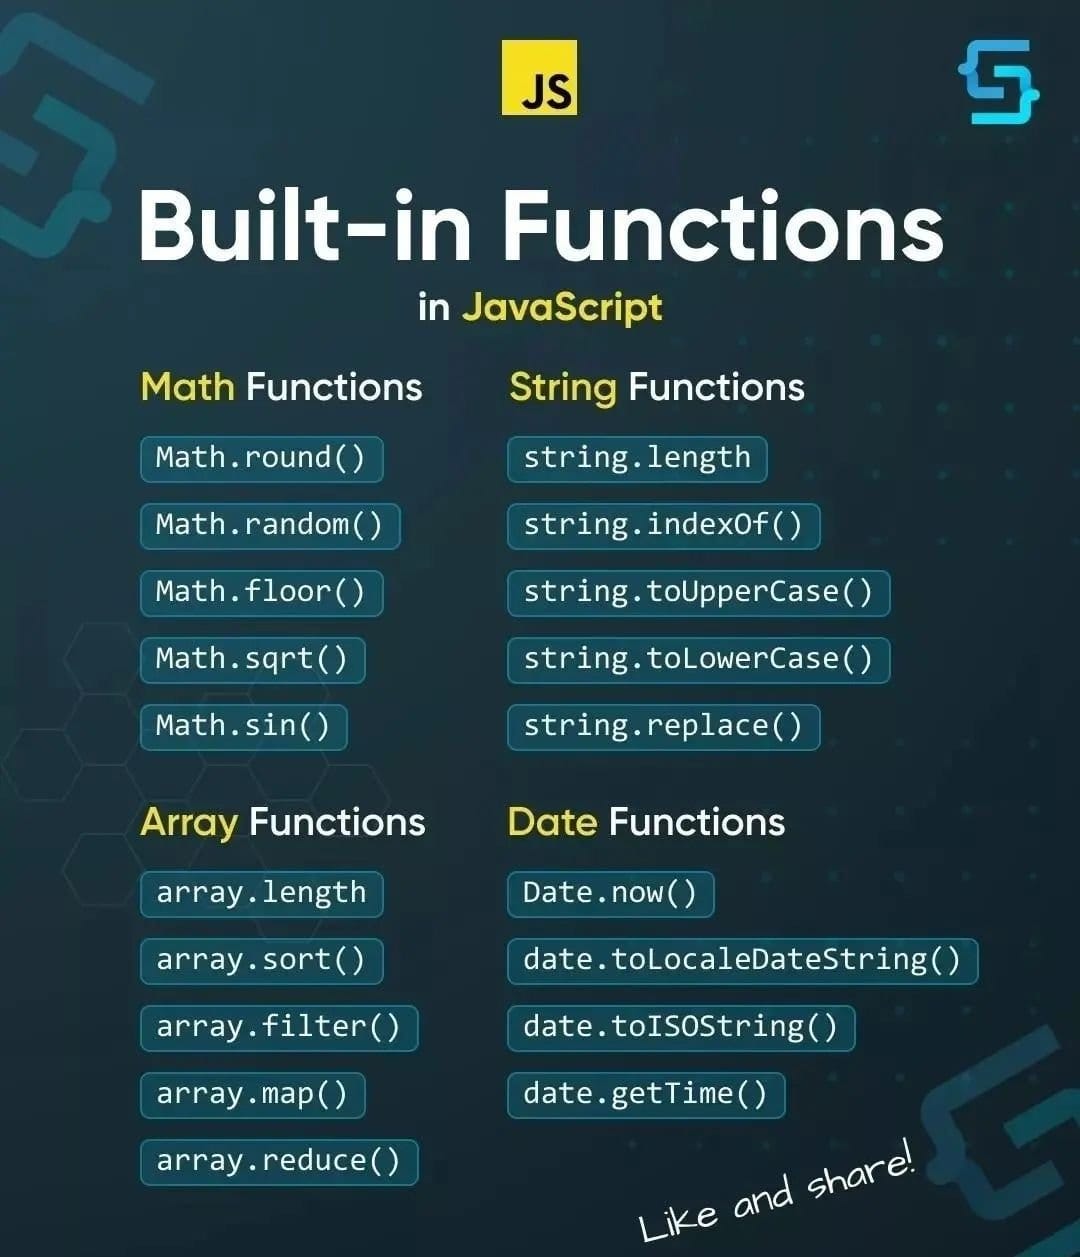 JS
Built-in Functions
in JavaScript
Math Functions
Math.round()
Math.random()
Math.floor()
Math.sqrt()
Math.sin()
String Functions
string.length
string.indexOf()
string.toUpperCase()
string.toLowerCase()
string.replace()
Array Functions
array.length
array.sort()
array.filter()
array.map()
array.reduce()
Date Functions
Date.now()
date.toLocaleDateString()
date.toISOString()
date.getTime()
Like and share!